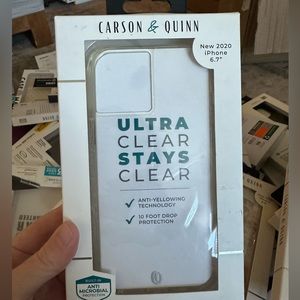 CARSON & QUINN
New 2020
iPhone
6.7"
ULTRA
CLEAR
STAYS
CLEAR
ANTI-YELLOWING
TECHNOLOGY
10 FOOT DROP
PROTECTION
ANTI
MICROBIAL
PROTECTION